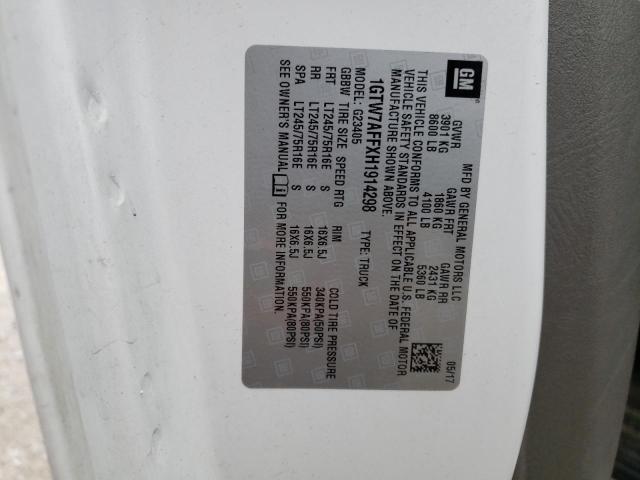 GM
MFD BY GENERAL MOTORS LLC 05/17
GVWR GAWR FRT GAWR RR
3901 KG 1860 KG 2431 KG
8600 LB 4100 LB 5360 LB
THIS VEHICLE CONFORMS TO ALL APPLICABLE U.S. FEDERAL MOTOR
VEHICLE SAFETY STANDARDS IN EFFECT ON THE DATE OF
MANUFACTURE SHOWN ABOVE.
1GTW7AFFXH1914298 TYPE: TRUCK
MODEL: G23405
GBBW TIRE SIZE SPEED RTG RIM COLD TIRE PRESSURE
FRT LT245/75R16E S 16X6.5J 340KPA(50PSI)
RR LT245/75R16E S 16X6.5J 550KPA(80PSI)
SPA LT245/75R16E S 16X6.5J 550KPA(80PSI)
SEE OWNER'S MANUAL FOR MORE INFORMATION.